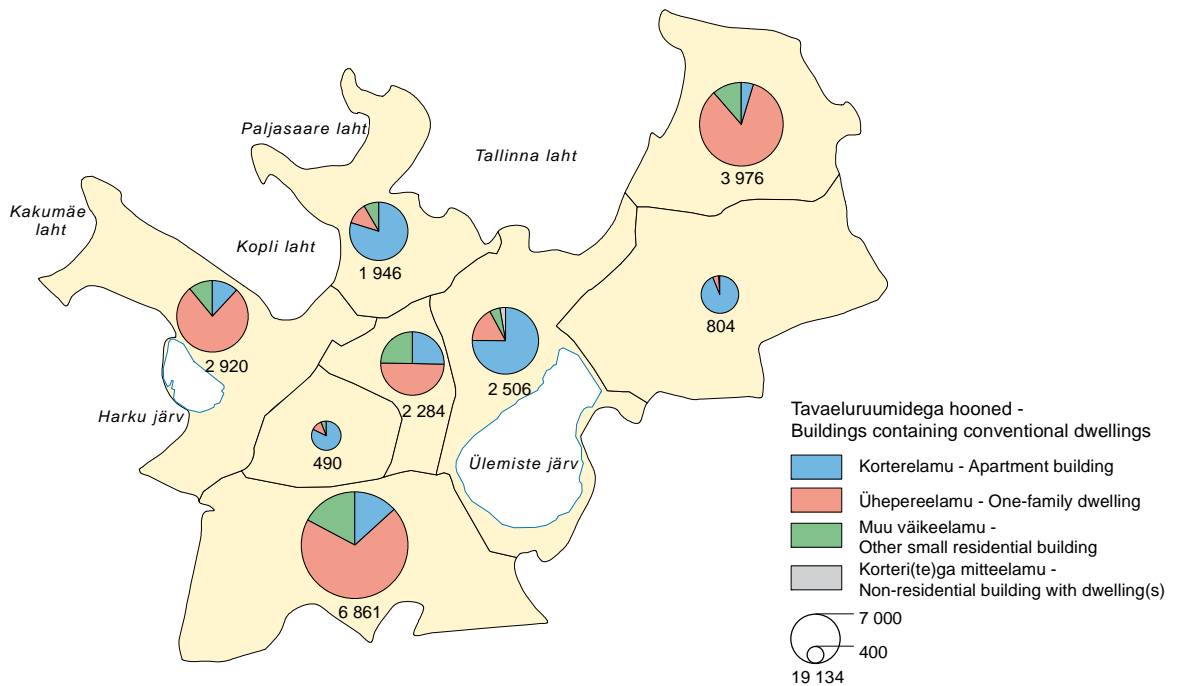 Paljasaare laht
Tallinna laht
3 976
Kakumäe
laht
Kopli laht
1 946
804
2 920
2 506
2 284
Harku järv
490
Ülemiste järv
6 861
Tavaeluruumidega hooned -
Buildings containing conventional dwellings
Korterelamu - Apartment building
Ühepereelamu - One-family dwelling
Muu väikeelamu -
Other small residential building
Korteri(te)ga mitteelamu -
Non-residential building with dwelling(s)
7 000
400
19 134